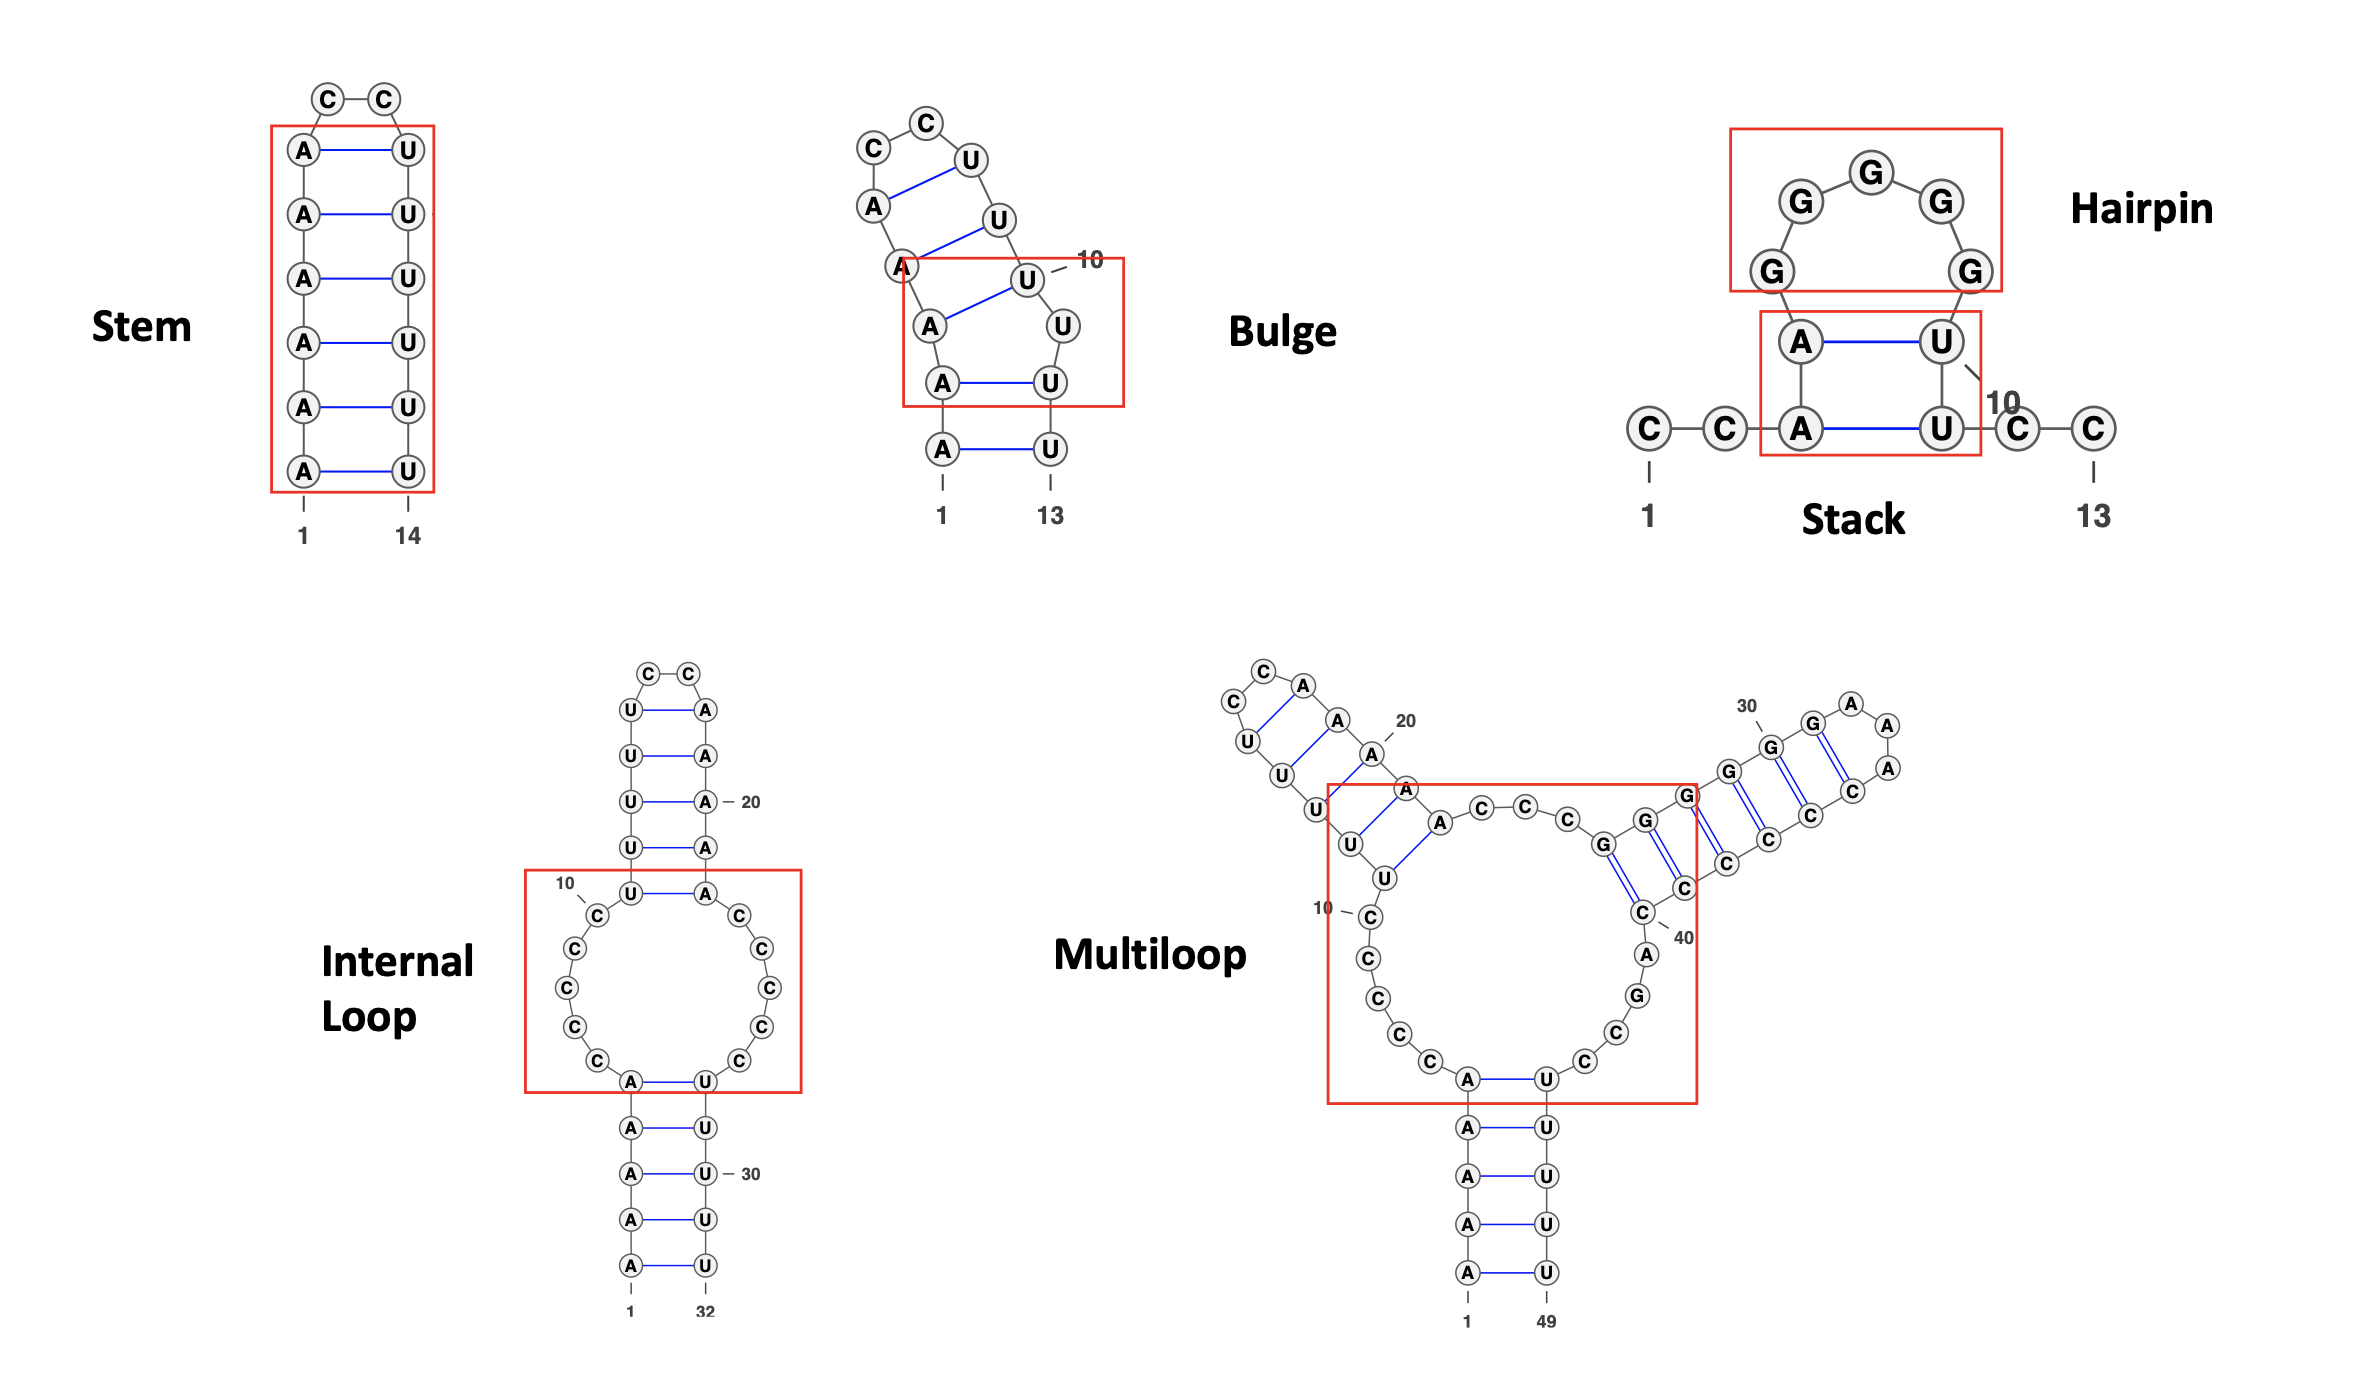 Stem
C C
A U
A U
A U
A U
A U
A U
1 14
C
C U
A U
A U 10
A U
A U
A U
1 13
Bulge
G
G G
G G
Hairpin
A U
10
C C A U C C
1 13
Stack
C C
U A
U A
U A 20
U A
10 U A
C C
C C
C C
C C
C C
Internal
Loop
A U
A U
A U 30
A U
A U
1 32
C C A
U A
U A 20
U A
U A C C C
U
10 C
C
C
C
C
30
G G G G G G
A A A
C C C C C C
40
A
G
C
C
Multiloop
A U
A U
A U
A U
A U
1 49